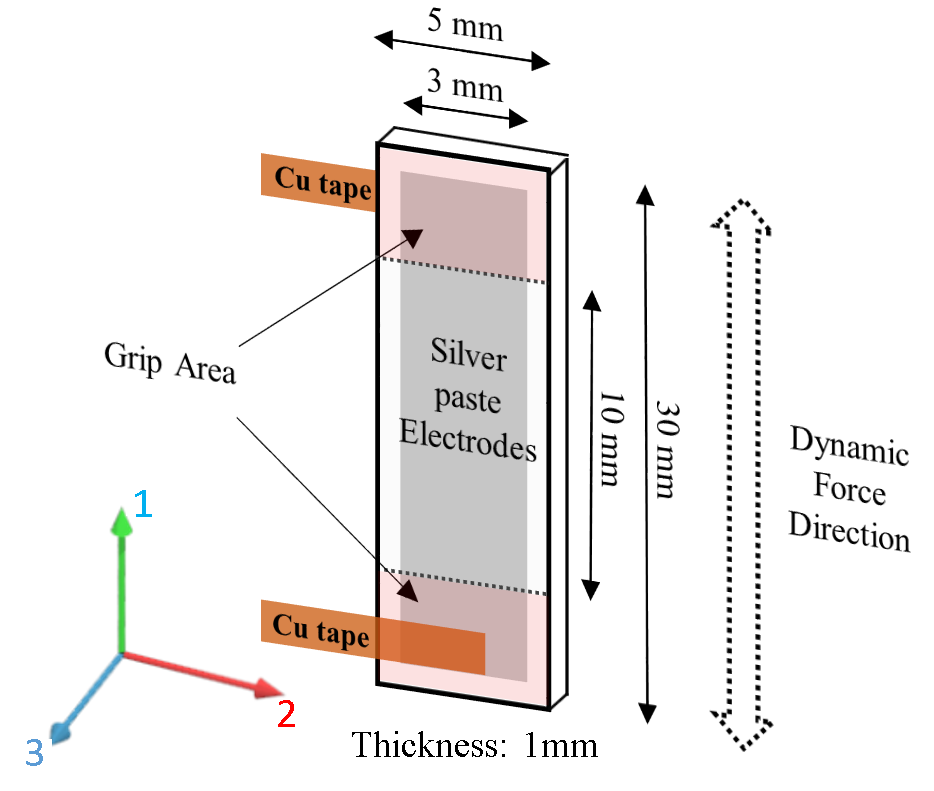 5 mm
3 mm
Cu tape
Grip Area
Silver
paste
Electrodes
10 mm
30 mm
Dynamic
Force
Direction
1
Cu tape
2
3
Thickness: 1mm